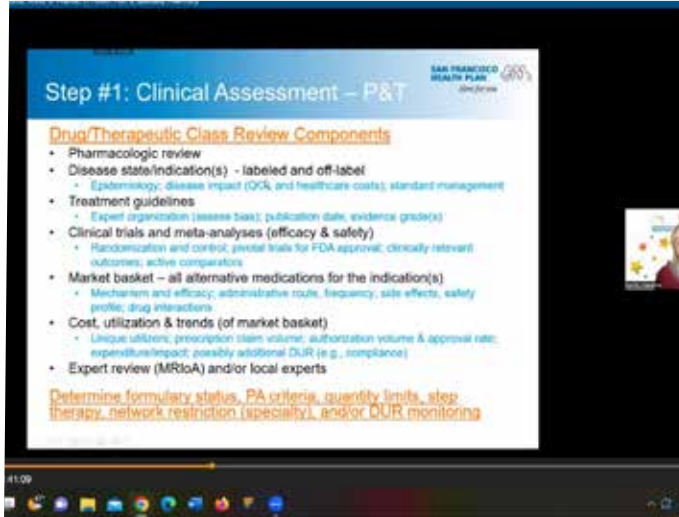 SAN FRANCISCO
HEALTH PLAN
Step #1: Clinical Assessment – P&T
Drug/Therapeutic Class Review Components
• Pharmacologic review
• Disease state/indication(s) - labeled and off-label
• Epidemiology; disease impact (QOL and healthcare costs); standard management
• Treatment guidelines
• Expert organization (assess bias); publication date; evidence grade(s)
• Clinical trials and meta-analyses (efficacy & safety)
• Randomization and control; pivotal trials for FDA approval; clinically relevant
outcomes; active comparators
• Market basket – all alternative medications for the indication(s)
• Mechanism and efficacy; administrative route, frequency, side effects, safety
profile; drug interactions
• Cost, utilization & trends (of market basket)
• Unique utilizers; prescription claim volume; authorization volume & approval rate;
expenditure/impact; possibly additional DUR (e.g., compliance)
• Expert review (MRIoA) and/or local experts
Determine formulary status, PA criteria, quantity limits, step
therapy, network restriction (specialty), and/or DUR monitoring
:41:09